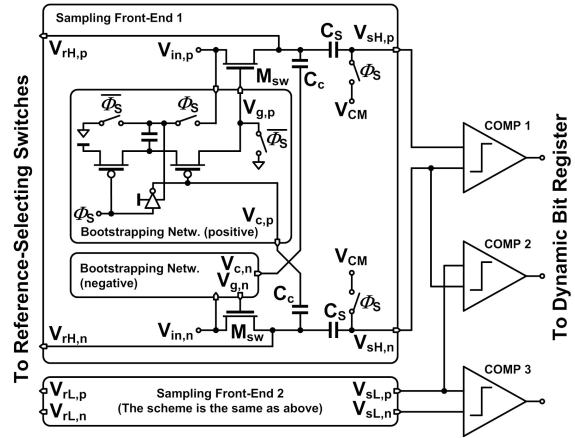 Sampling Front-End 1
To Reference-Selecting Switches
V_rH,p
V_in,p
M_sw
C_S
V_sH,p
C_c
Φ_S
V_CM
Φ_S
Φ_S
V_g,p
Φ_S
Φ_S
V_c,p
Bootstrapping Netw. (positive)
Bootstrapping Netw.
(negative)
V_c,n
V_g,n
V_CM
C_c
C_S
Φ_S
V_in,n
M_sw
V_sH,n
V_rH,n
V_rL,p
V_rL,n
Sampling Front-End 2
(The scheme is the same as above)
V_sL,p
V_sL,n
COMP 1
COMP 2
COMP 3
To Dynamic Bit Register